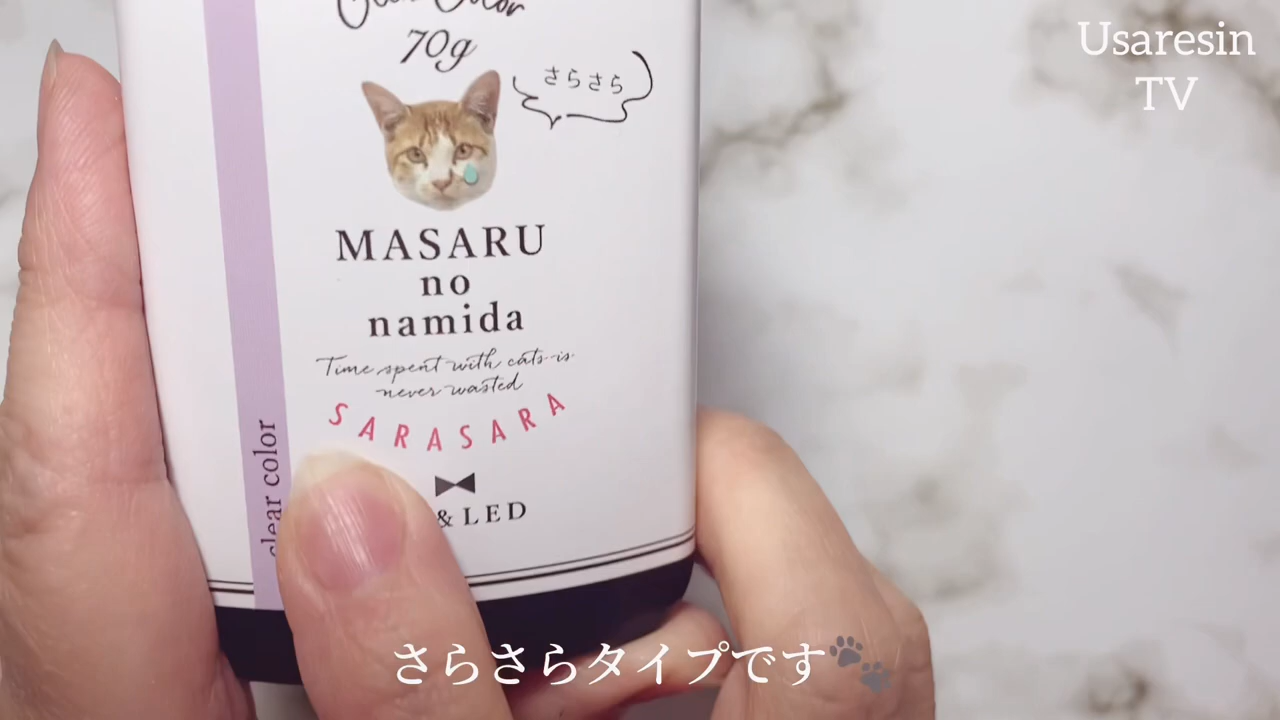 70g
さらさら
MASARU
no
namida
Time spent with cats is
never wasted
SARASARA
& LED
clear color
Usaresin
TV
さらさらタイプです